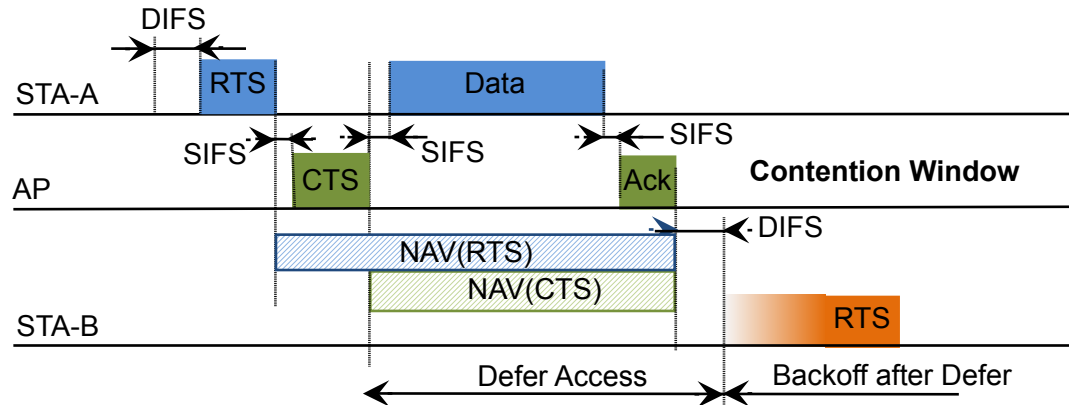 DIFS
STA-A
RTS
Data
SIFS
SIFS
SIFS
AP
CTS
Ack
Contention Window
DIFS
NAV(RTS)
NAV(CTS)
STA-B
RTS
Defer Access
Backoff after Defer